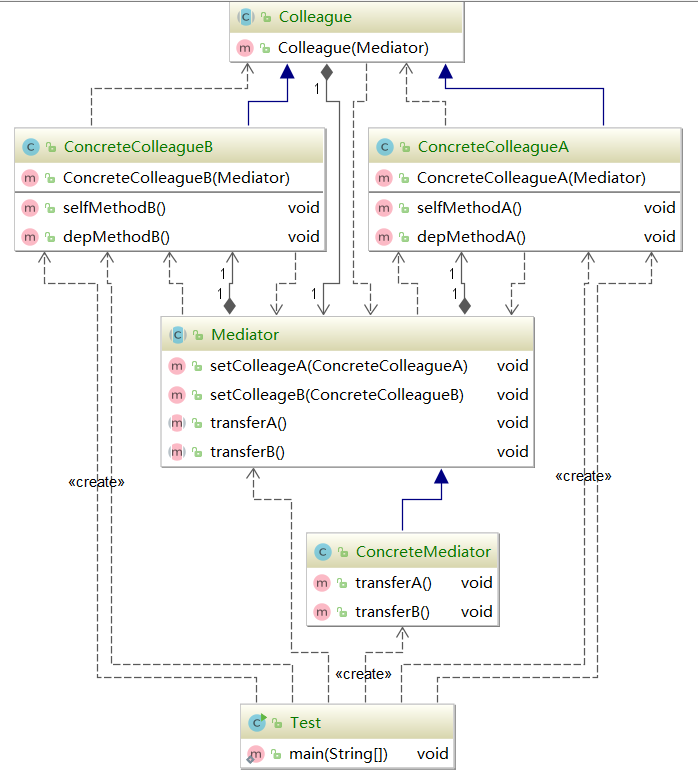 Colleague
Colleague(Mediator)
1
ConcreteColleagueB
ConcreteColleagueB(Mediator)
selfMethodB() void
depMethodB() void
ConcreteColleagueA
ConcreteColleagueA(Mediator)
selfMethodA() void
depMethodA() void
1
1
1
1
1
Mediator
setColleageA(ConcreteColleagueA) void
setColleageB(ConcreteColleagueB) void
transferA() void
transferB() void
«create»
«create»
ConcreteMediator
transferA() void
transferB() void
«create»
Test
main(String[]) void